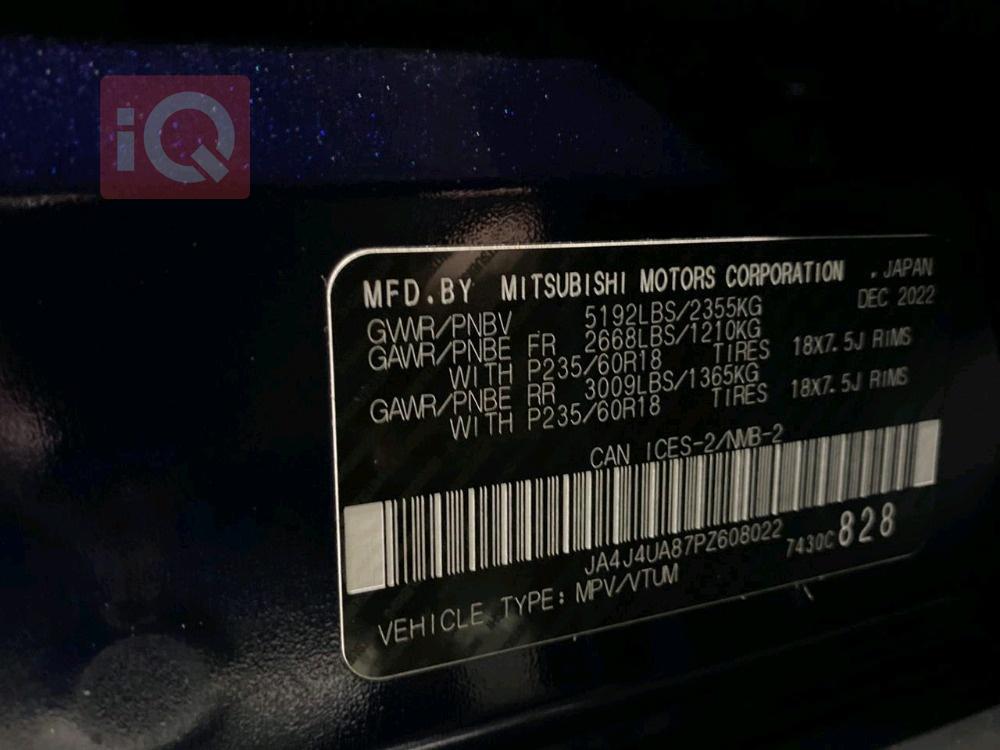 iQ
MFD.BY MITSUBISHI MOTORS CORPORATION . JAPAN
GVWR/PNBV 5192LBS/2355KG DEC 2022
GAWR/PNBE FR 2668LBS/1210KG
WITH P235/60R18 TIRES 18X7.5J RIMS
GAWR/PNBE RR 3009LBS/1365KG
WITH P235/60R18 TIRES 18X7.5J RIMS
CAN ICES-2/NMB-2
JA4J4UA87PZ608022 7430C 828
VEHICLE TYPE: MPV/VTUM